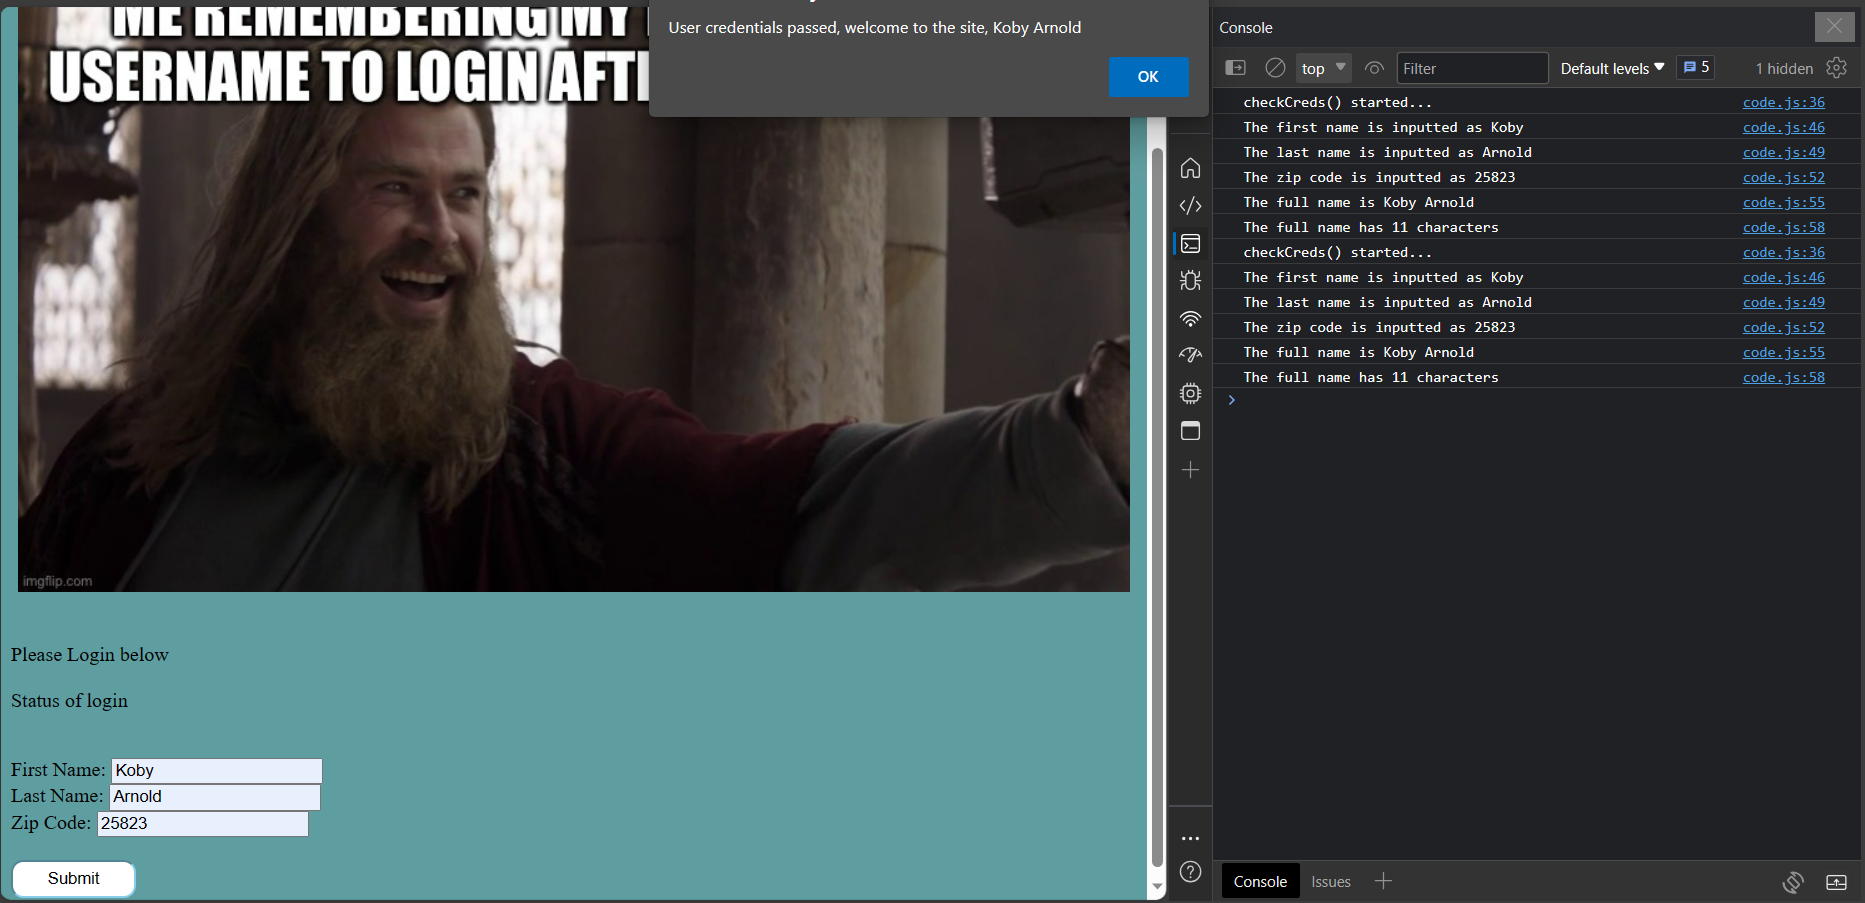 ME REMEMBERING MY
USERNAME TO LOGIN
User credentials passed, welcome to the site, Koby Arnold
OK
imgflip.com
Please Login below
Status of login
First Name: Koby
Last Name: Arnold
Zip Code: 25823
Submit
Console
top
Filter
Default levels
5
1 hidden
checkCreds() started... code.js:36
The first name is inputted as Koby code.js:46
The last name is inputted as Arnold code.js:49
The zip code is inputted as 25823 code.js:52
The full name is Koby Arnold code.js:55
The full name has 11 characters code.js:58
checkCreds() started... code.js:36
The first name is inputted as Koby code.js:46
The last name is inputted as Arnold code.js:49
The zip code is inputted as 25823 code.js:52
The full name is Koby Arnold code.js:55
The full name has 11 characters code.js:58
Console
Issues